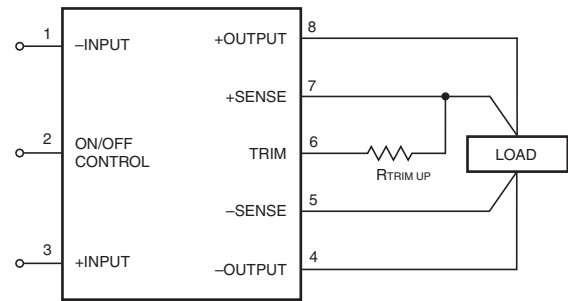 1
–INPUT
+OUTPUT
8
+SENSE
7
2
ON/OFF
CONTROL
TRIM
6
RTRIM UP
LOAD
–SENSE
5
3
+INPUT
–OUTPUT
4